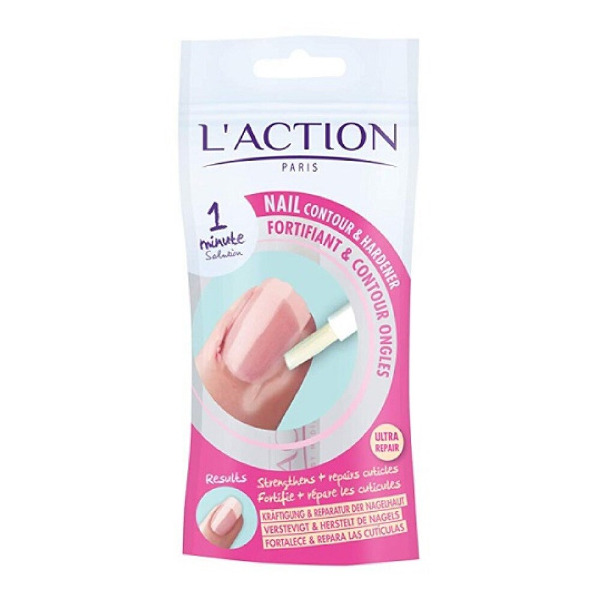 L'ACTION
PARIS
1
minute
Solution
NAIL CONTOUR & HARDENER
FORTIFIANT & CONTOUR ONGLES
ULTRA
REPAIR
Results
Strengthens + repairs cuticles
Fortifie + répare les cuticules
KRÄFTIGUNG & REPARATUR DER NAGELHAUT
VERSTEVIGT & HERSTELT DE NAGELS
FORTALECE & REPARA LAS CUTÍCULAS